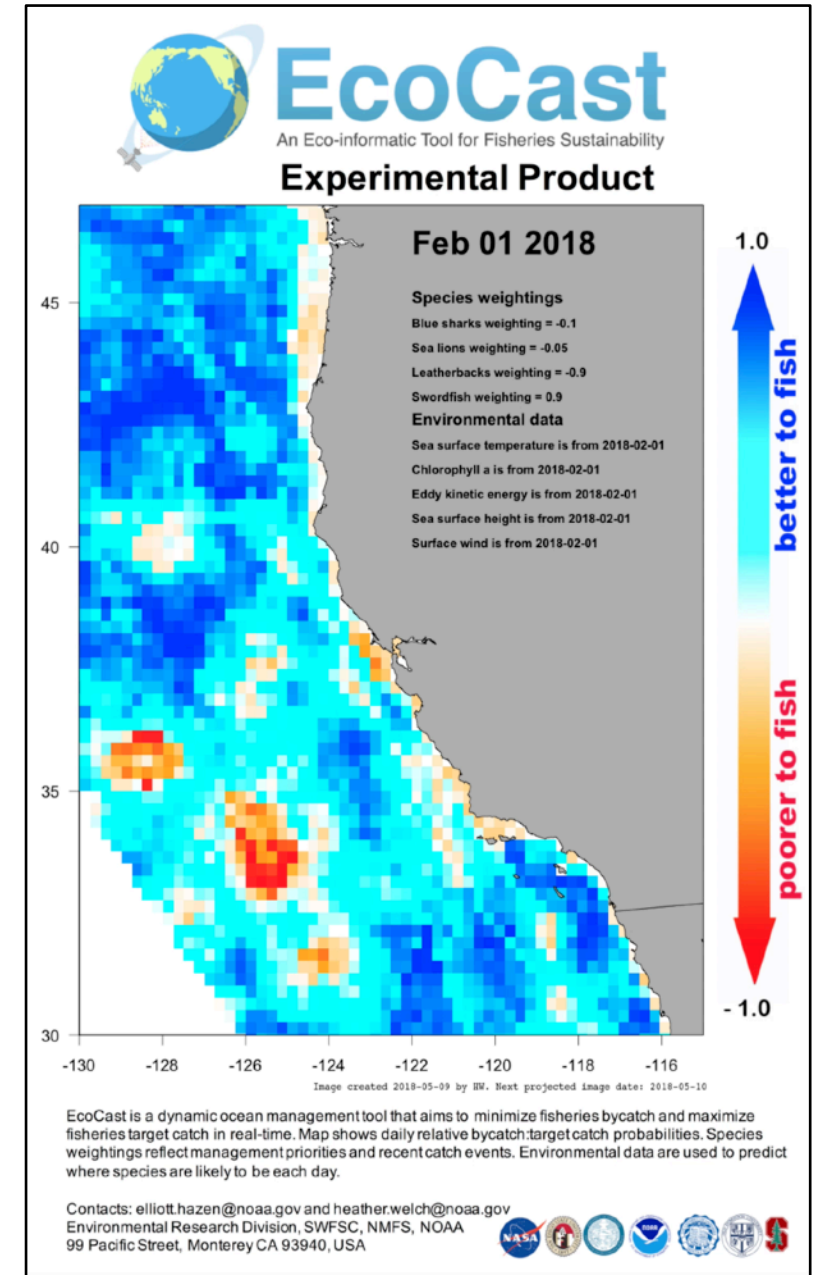 EcoCast
An Eco-informatic Tool for Fisheries Sustainability
Experimental Product
Feb 01 2018
Species weightings
Blue sharks weighting = -0.1
Sea lions weighting = -0.05
Leatherbacks weighting = -0.9
Swordfish weighting = 0.9
Environmental data
Sea surface temperature is from 2018-02-01
Chlorophyll a is from 2018-02-01
Eddy kinetic energy is from 2018-02-01
Sea surface height is from 2018-02-01
Surface wind is from 2018-02-01
45
40
35
30
-130 -128 -126 -124 -122 -120 -118 -116
1.0
better to fish
poorer to fish
- 1.0
Image created 2018-05-09 by HW. Next projected image date: 2018-05-10
EcoCast is a dynamic ocean management tool that aims to minimize fisheries bycatch and maximize
fisheries target catch in real-time. Map shows daily relative bycatch:target catch probabilities. Species
weightings reflect management priorities and recent catch events. Environmental data are used to predict
where species are likely to be each day.
Contacts: elliott.hazen@noaa.gov and heather.welch@noaa.gov
Environmental Research Division, SWFSC, NMFS, NOAA
99 Pacific Street, Monterey CA 93940, USA
NASA
noaa
S